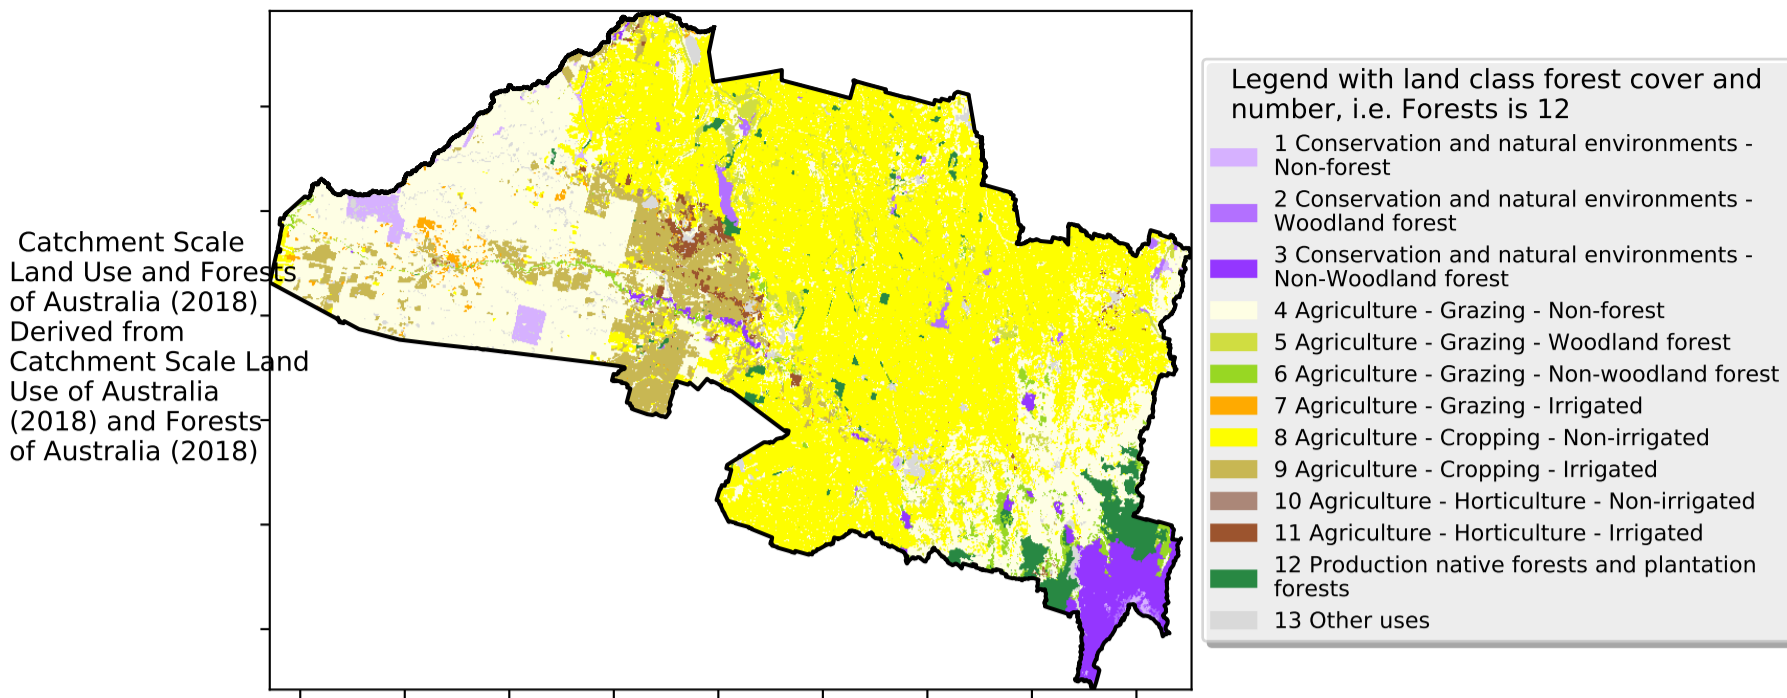 Catchment Scale
Land Use and Forests
of Australia (2018)
Derived from
Catchment Scale Land
Use of Australia
(2018) and Forests
of Australia (2018)
Legend with land class forest cover and
number, i.e. Forests is 12
1 Conservation and natural environments -
Non-forest
2 Conservation and natural environments -
Woodland forest
3 Conservation and natural environments -
Non-Woodland forest
4 Agriculture - Grazing - Non-forest
5 Agriculture - Grazing - Woodland forest
6 Agriculture - Grazing - Non-woodland forest
7 Agriculture - Grazing - Irrigated
8 Agriculture - Cropping - Non-irrigated
9 Agriculture - Cropping - Irrigated
10 Agriculture - Horticulture - Non-irrigated
11 Agriculture - Horticulture - Irrigated
12 Production native forests and plantation
forests
13 Other uses